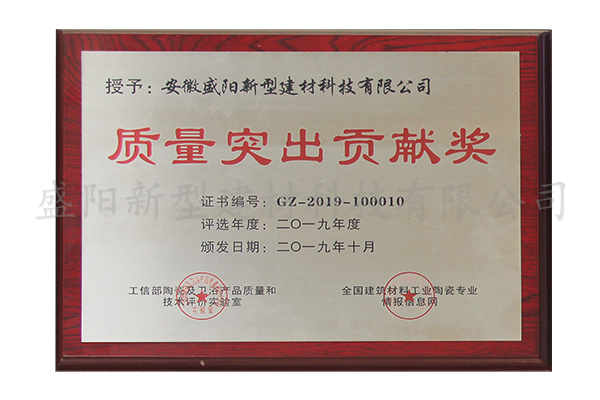 授予：安徽盛阳新型建材科技有限公司
质量突出贡献奖
盛阳新型建材科技有限公司
证书编号：GZ-2019-100010
评选年度：二〇一九年度
颁发日期：二〇一九年十月
工信部陶瓷及卫浴产品质量和
技术评价实验室
全国建筑材料工业陶瓷专业
情报信息网